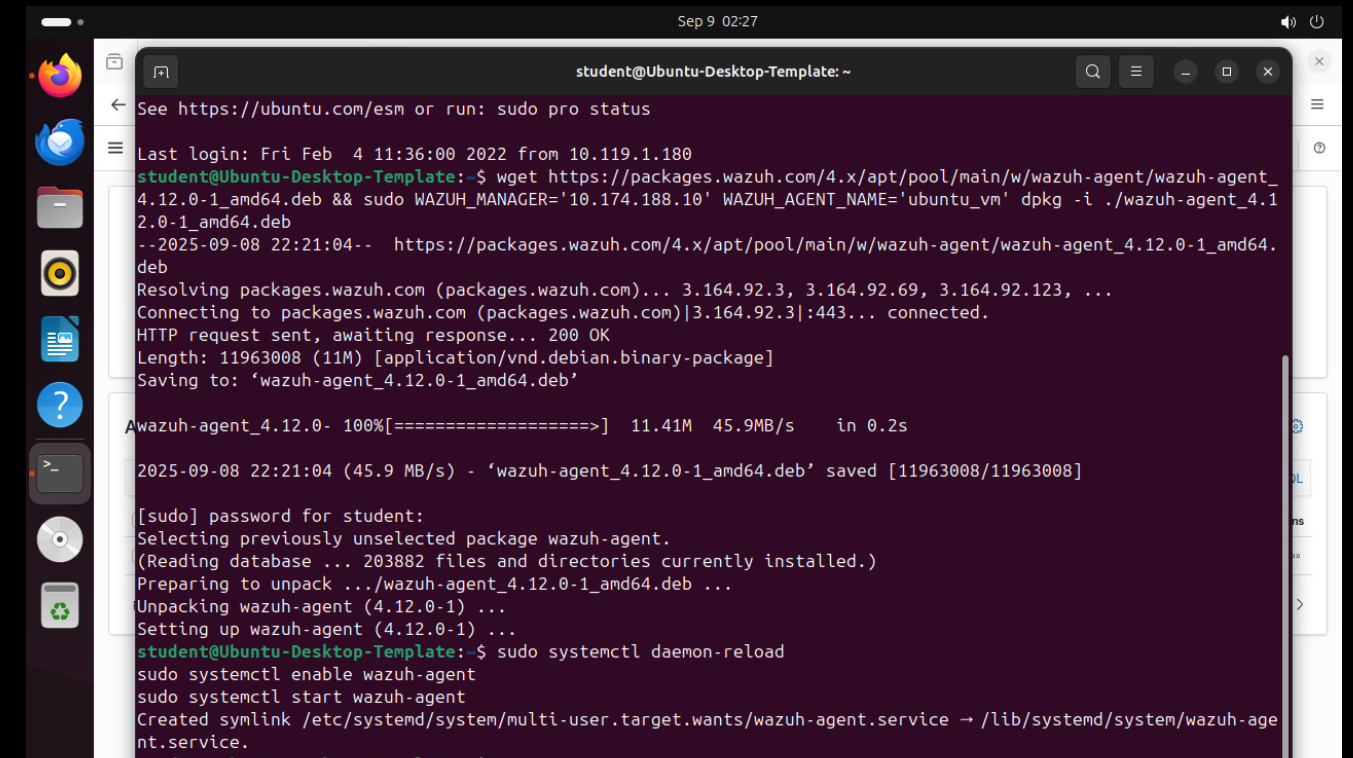 Sep 9 02:27
student@Ubuntu-Desktop-Template: ~
See https://ubuntu.com/esm or run: sudo pro status
Last login: Fri Feb  4 11:36:00 2022 from 10.119.1.180
student@Ubuntu-Desktop-Template:~$ wget https://packages.wazuh.com/4.x/apt/pool/main/w/wazuh-agent/wazuh-agent_
4.12.0-1_amd64.deb && sudo WAZUH_MANAGER='10.174.188.10' WAZUH_AGENT_NAME='ubuntu_vm' dpkg -i ./wazuh-agent_4.1
2.0-1_amd64.deb
--2025-09-08 22:21:04--  https://packages.wazuh.com/4.x/apt/pool/main/w/wazuh-agent/wazuh-agent_4.12.0-1_amd64.
deb
Resolving packages.wazuh.com (packages.wazuh.com)... 3.164.92.3, 3.164.92.69, 3.164.92.123, ...
Connecting to packages.wazuh.com (packages.wazuh.com)|3.164.92.3|:443... connected.
HTTP request sent, awaiting response... 200 OK
Length: 11963008 (11M) [application/vnd.debian.binary-package]
Saving to: ‘wazuh-agent_4.12.0-1_amd64.deb’
wazuh-agent_4.12.0- 100%[===================>]  11.41M  45.9MB/s    in 0.2s
2025-09-08 22:21:04 (45.9 MB/s) - ‘wazuh-agent_4.12.0-1_amd64.deb’ saved [11963008/11963008]
[sudo] password for student:
Selecting previously unselected package wazuh-agent.
(Reading database ... 203882 files and directories currently installed.)
Preparing to unpack .../wazuh-agent_4.12.0-1_amd64.deb ...
Unpacking wazuh-agent (4.12.0-1) ...
Setting up wazuh-agent (4.12.0-1) ...
student@Ubuntu-Desktop-Template:~$ sudo systemctl daemon-reload
sudo systemctl enable wazuh-agent
sudo systemctl start wazuh-agent
Created symlink /etc/systemd/system/multi-user.target.wants/wazuh-agent.service → /lib/systemd/system/wazuh-age
nt.service.